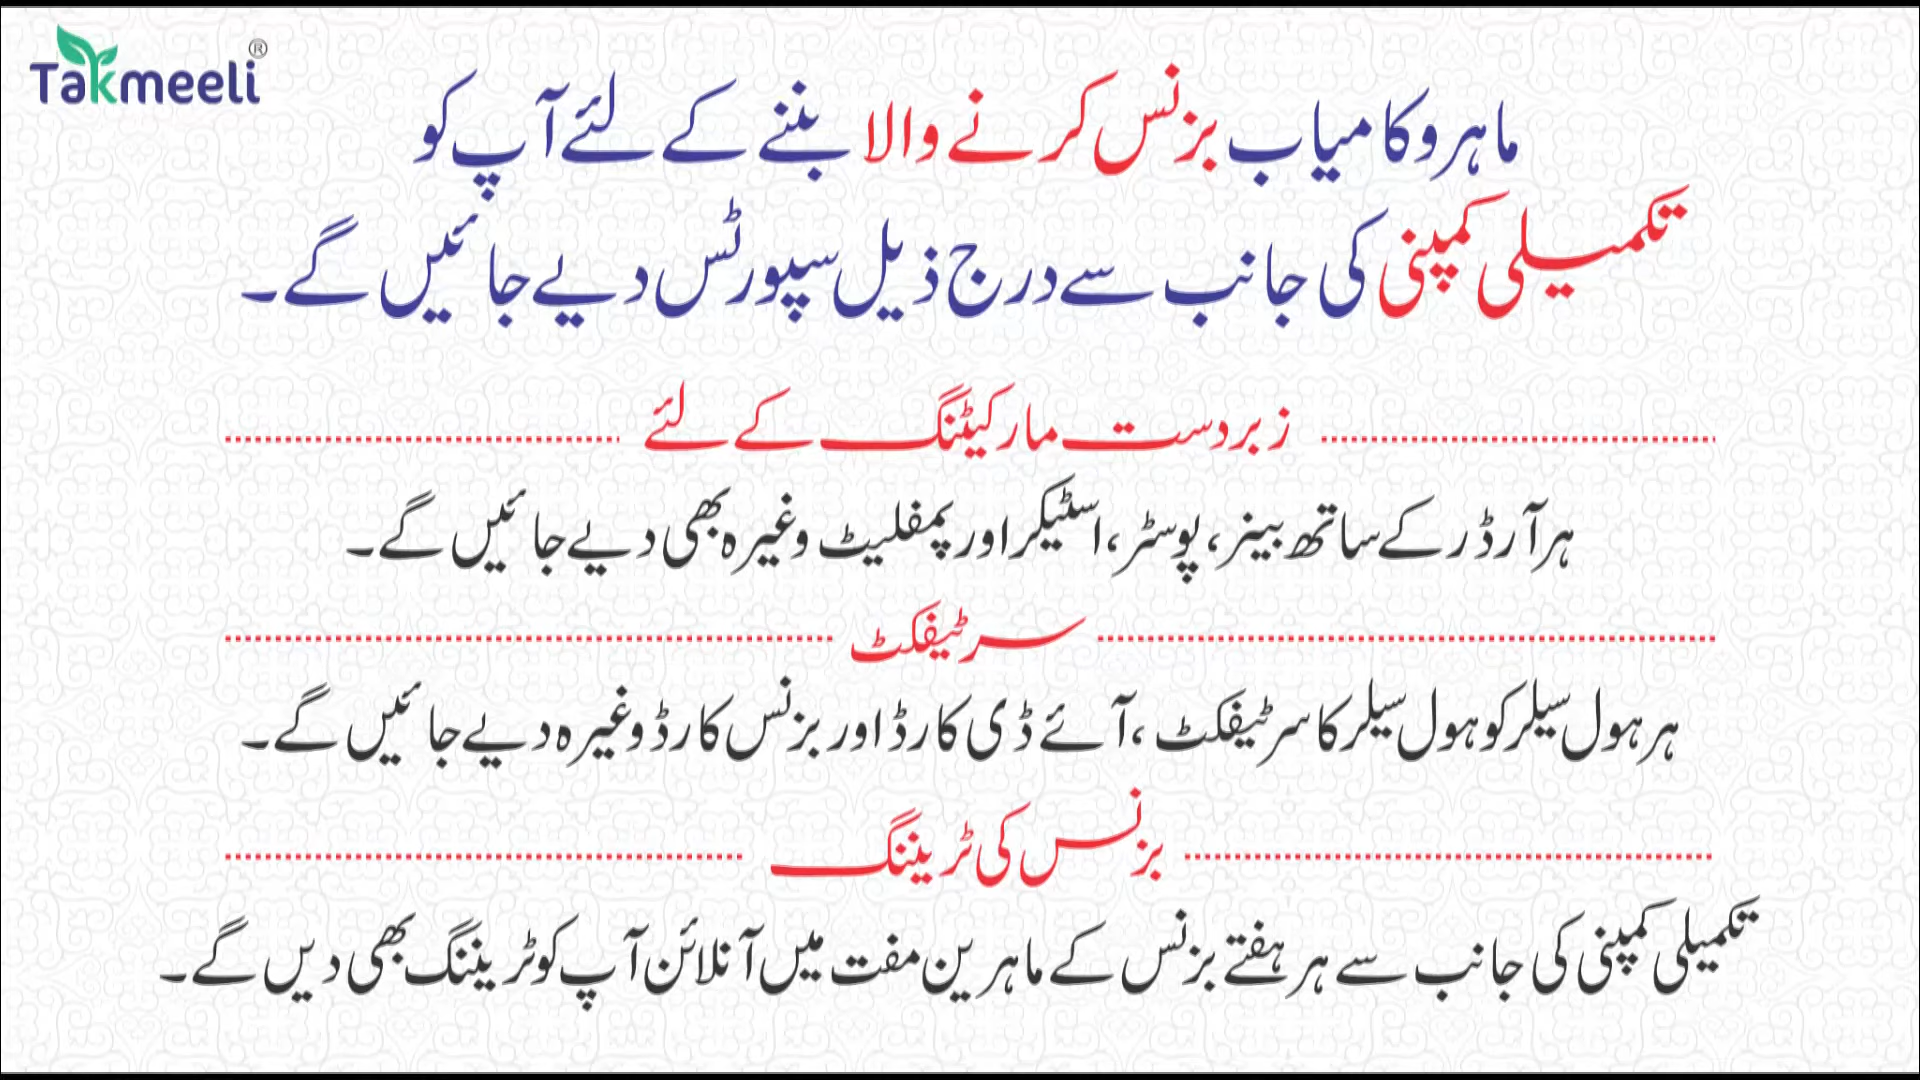 Takmeeli®
ماہر و کامیاب بزنس کرنے والا بننے کے لئے آپ کو
تکمیلی کمپنی کی جانب سے درج ذیل سپورٹس دیے جائیں گے۔
زبردست مارکیٹنگ کے لئے
ہر آرڈر کے ساتھ بینر، پوسٹر، اسٹیکر اور پمفلیٹ وغیرہ بھی دیے جائیں گے۔
سرٹیفکٹ
ہر ہول سیلر کو ہول سیلر کا سرٹیفکٹ، آئے ڈی کارڈ اور بزنس کارڈ وغیرہ دیے جائیں گے۔
بزنس کی ٹریننگ
تکمیلی کمپنی کی جانب سے ہر ہفتے بزنس کے ماہرین مفت میں آنلائن آپ کو ٹریننگ بھی دیں گے۔